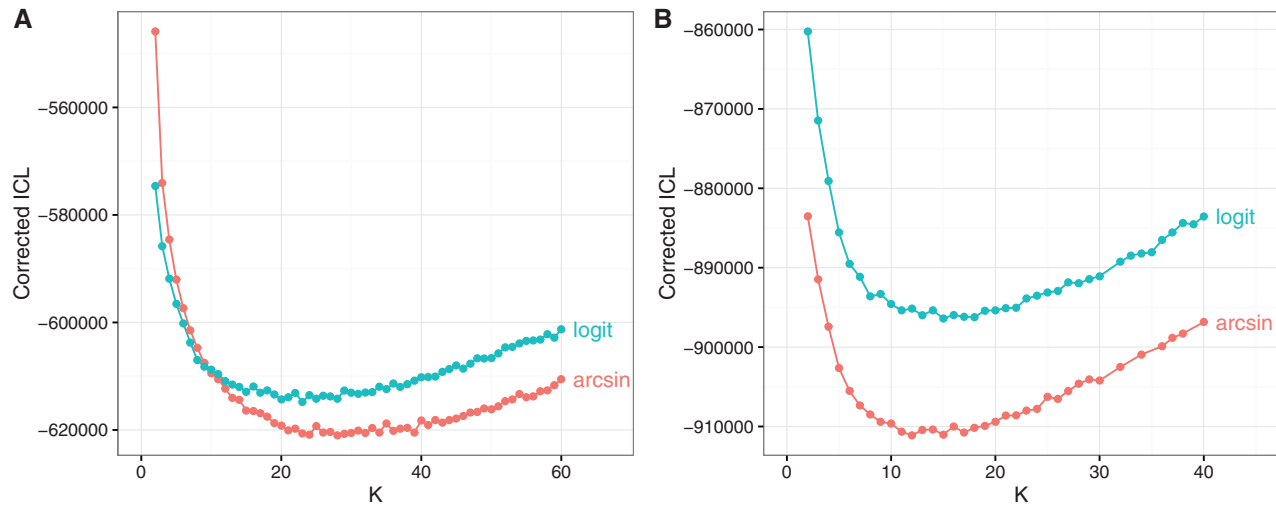 A
Corrected ICL
−560000
−580000
−600000
−620000
logit
arcsin
0
20
40
60
K
B
Corrected ICL
−860000
−870000
−880000
−890000
−900000
−910000
logit
arcsin
0
10
20
30
40
K